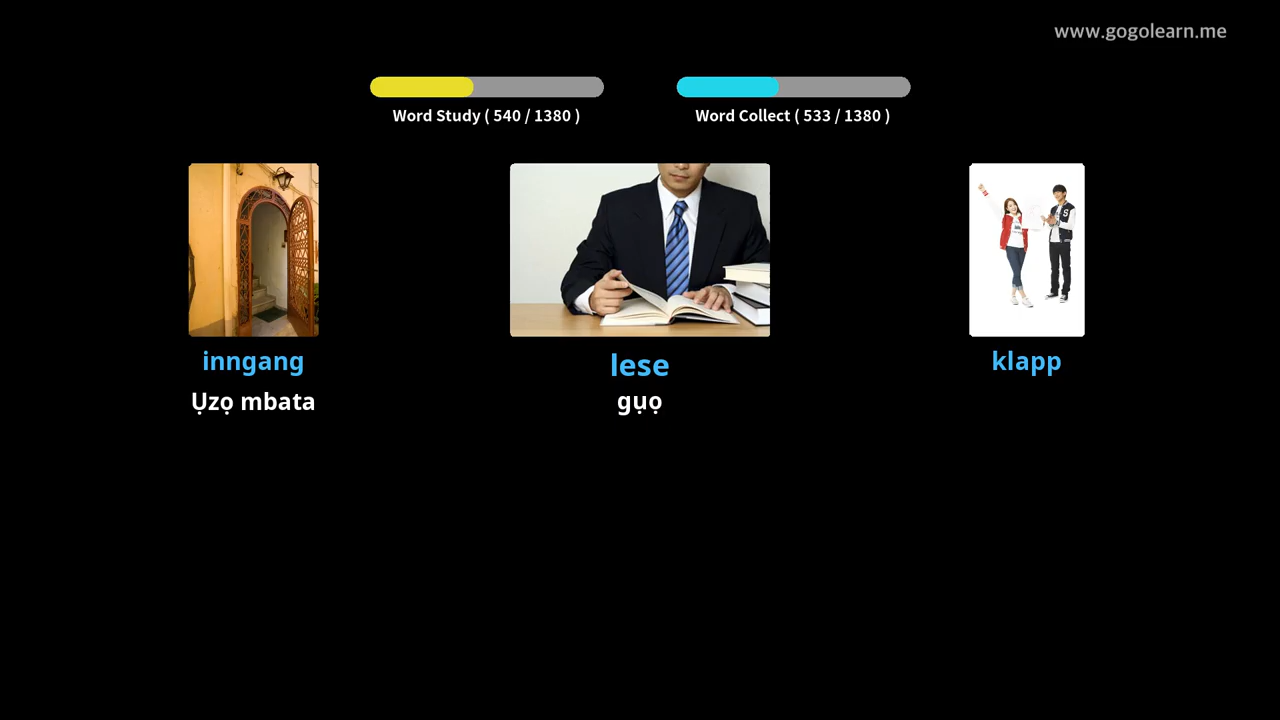 www.gogolearn.me
Word Study ( 540 / 1380 )
Word Collect ( 533 / 1380 )
inngang
lese
klapp
Ụzọ mbata
gụọ